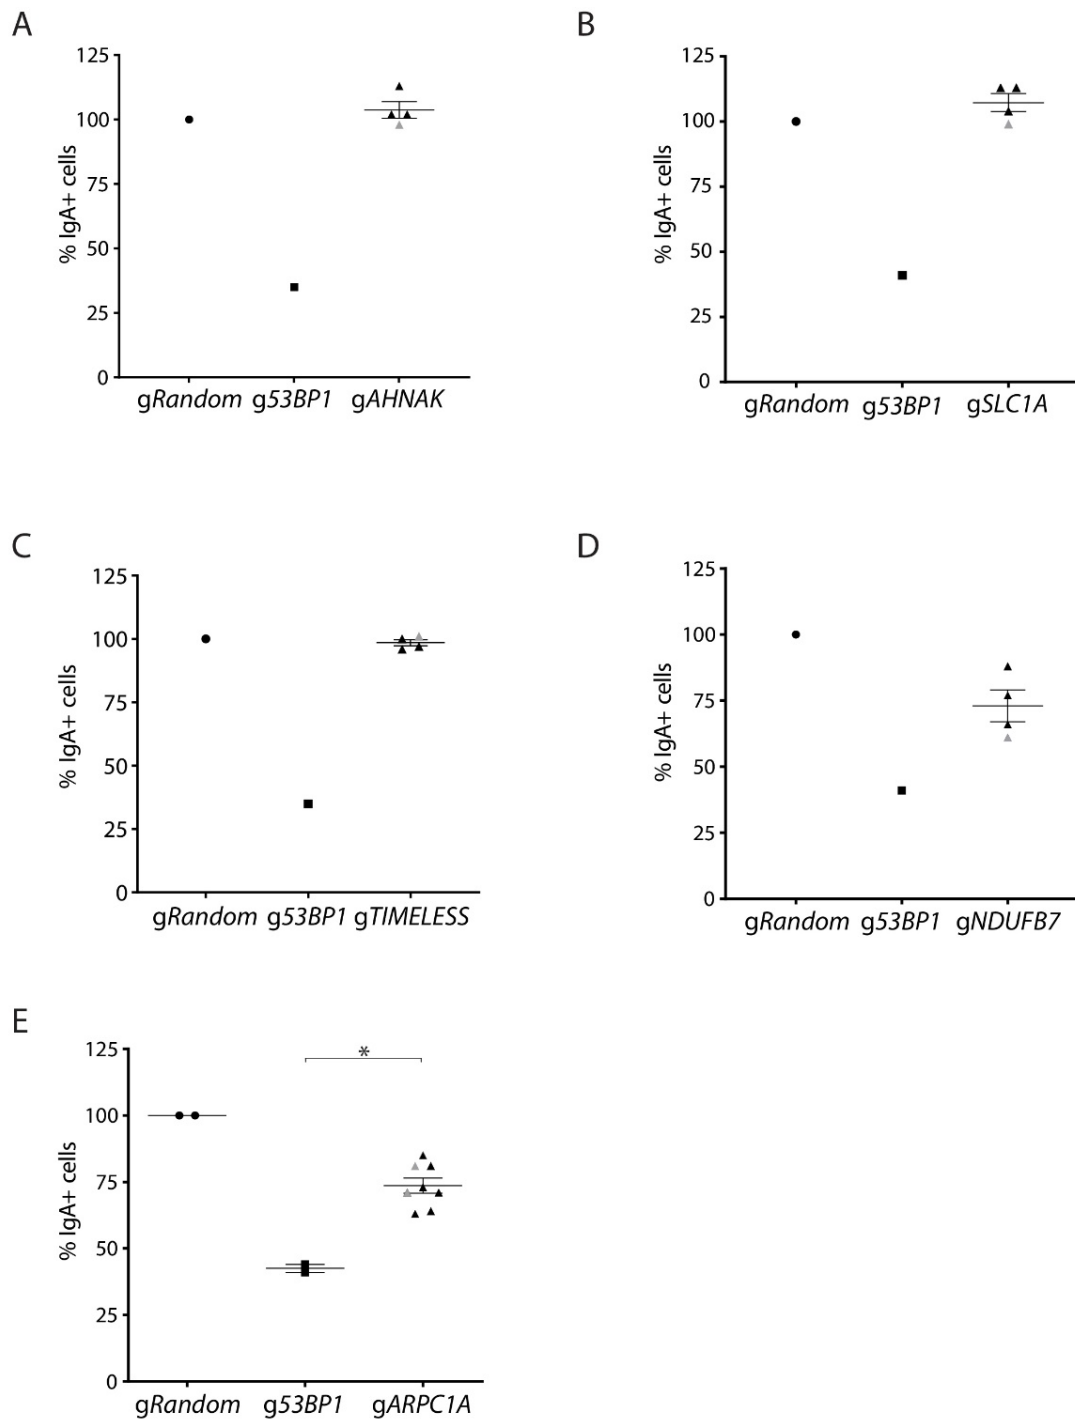 A
125
100
75
50
25
0
% IgA+ cells
gRandom g53BP1 gAHNAK
B
125
100
75
50
25
0
% IgA+ cells
gRandom g53BP1 gSLC1A
C
125
100
75
50
25
0
% IgA+ cells
gRandom g53BP1 gTIMELESS
D
125
100
75
50
25
0
% IgA+ cells
gRandom g53BP1 gNDUFB7
E
125
100
75
50
25
0
% IgA+ cells
*
gRandom g53BP1 gARPC1A